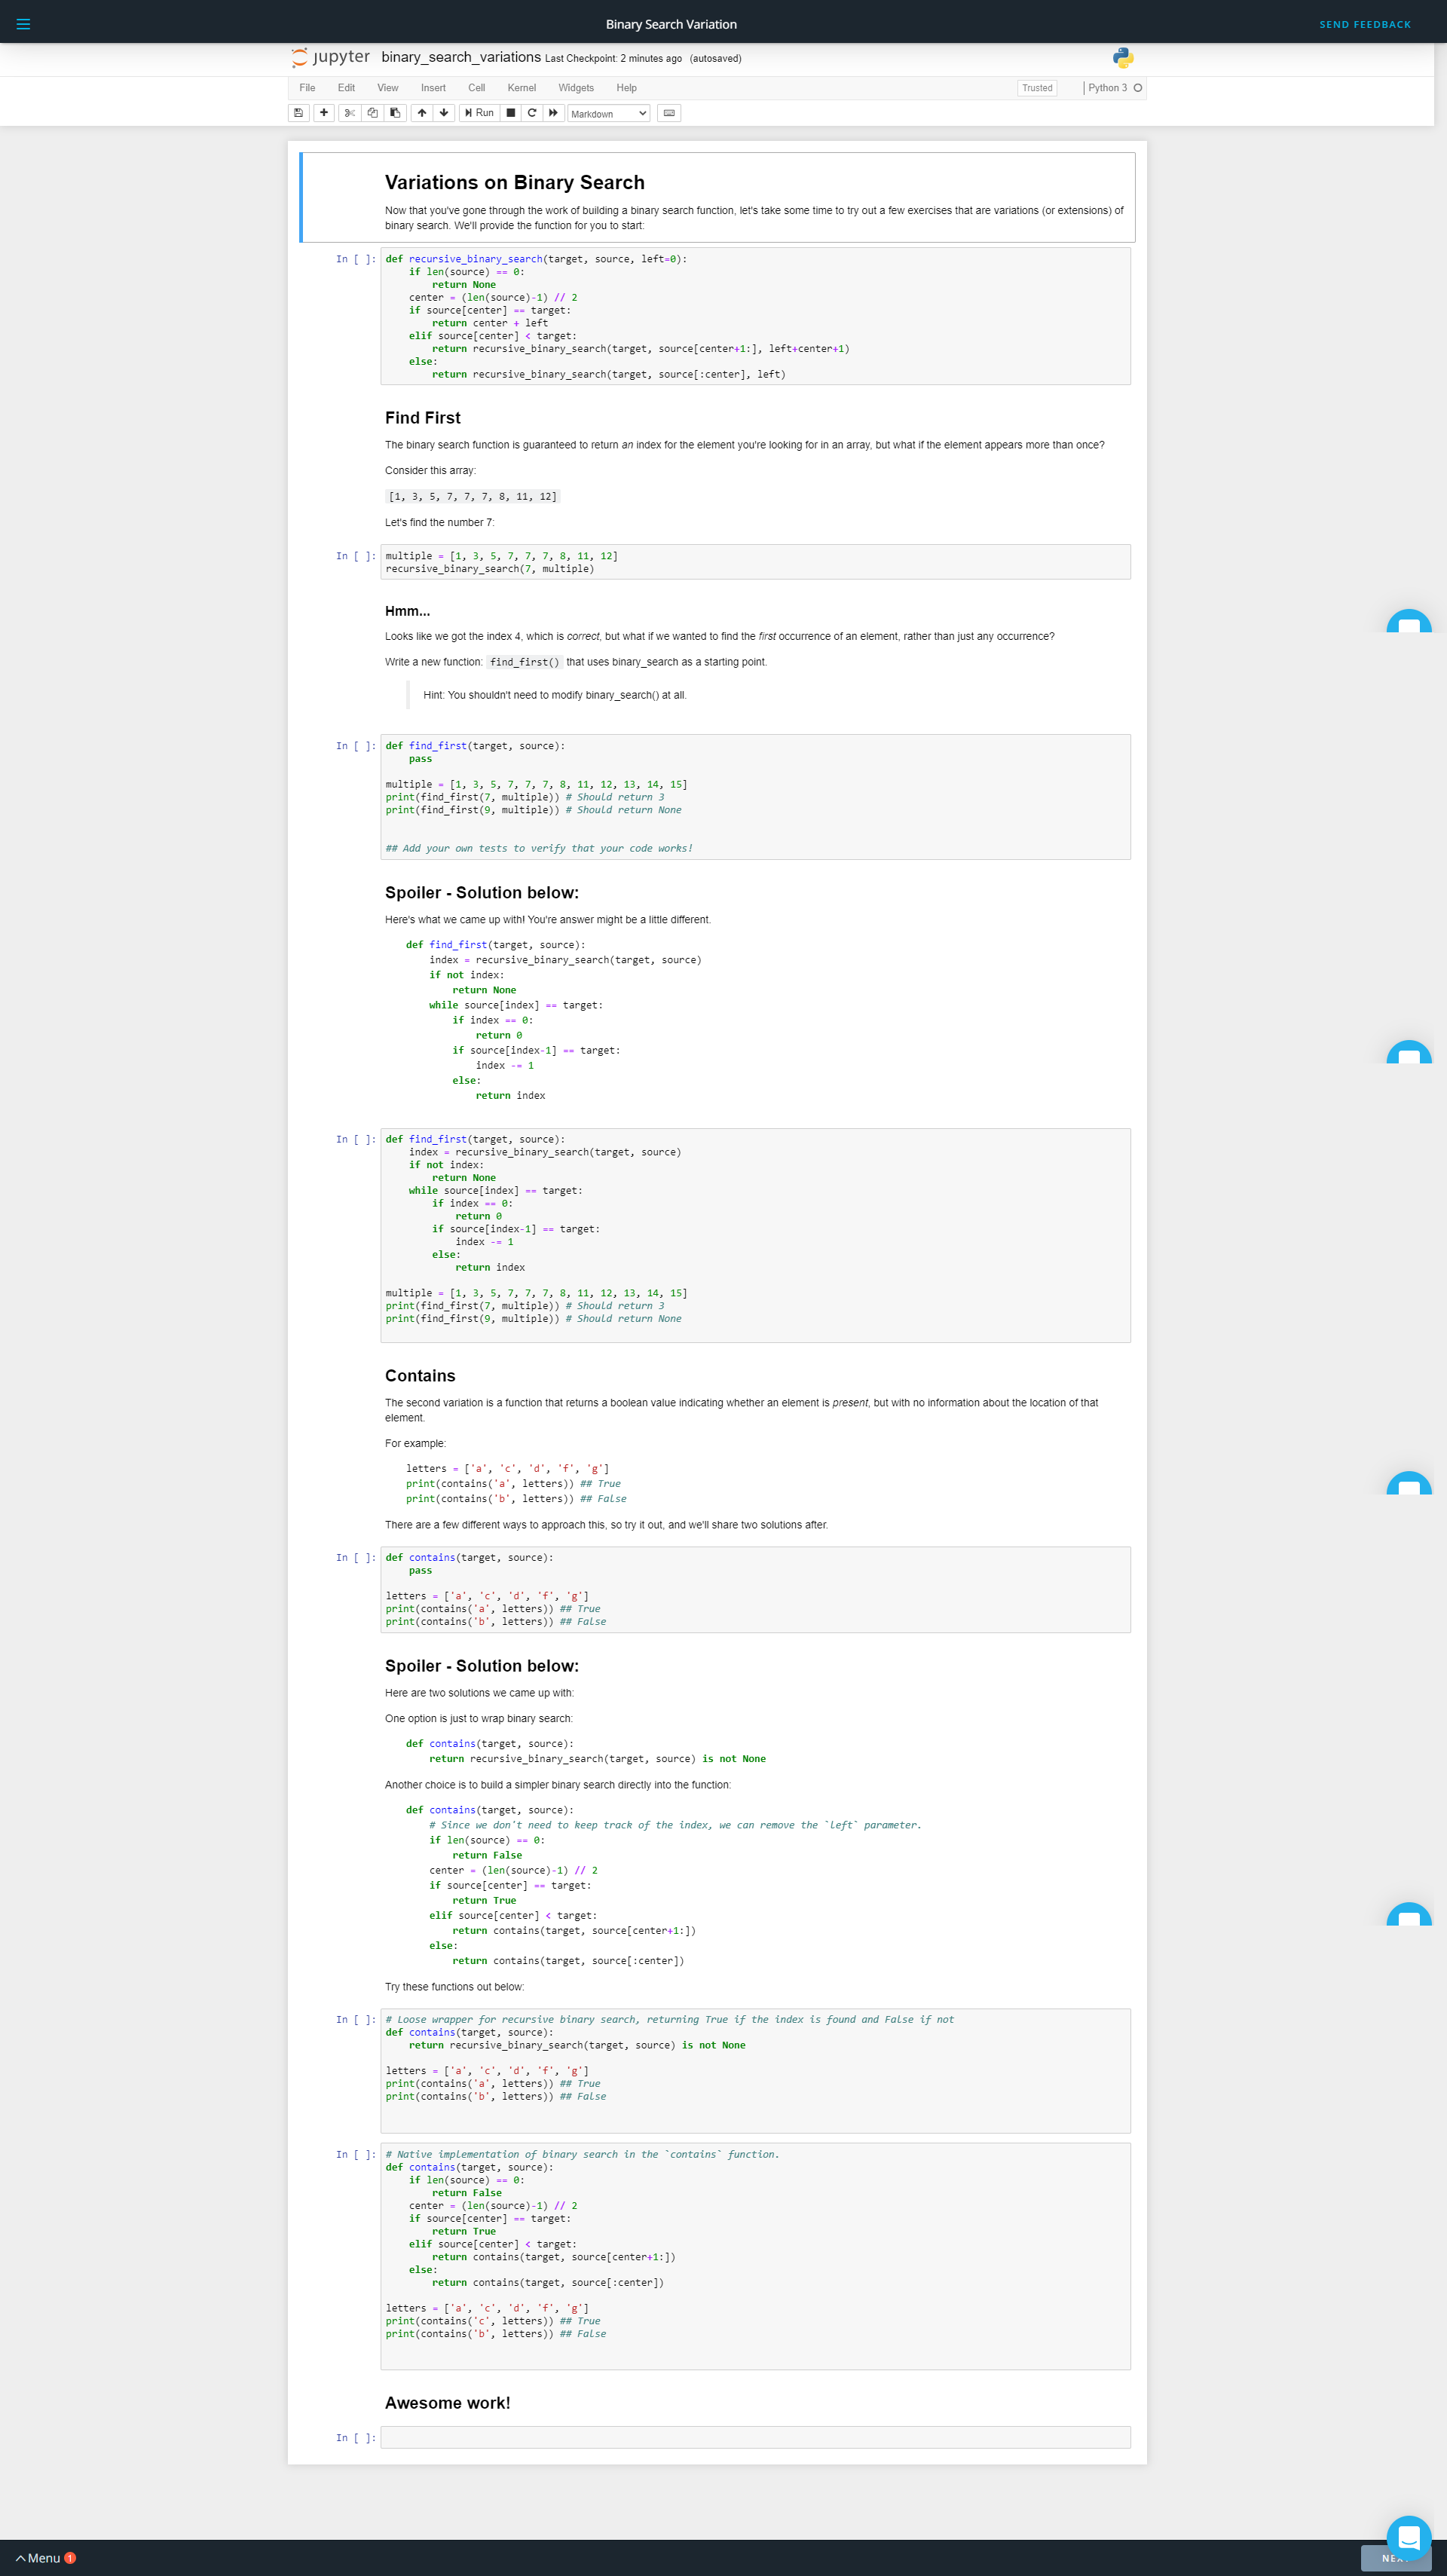 Binary Search Variation
SEND FEEDBACK
jupyter binary_search_variations Last Checkpoint: 2 minutes ago (autosaved)
File Edit View Insert Cell Kernel Widgets Help Trusted Python 3
Run Markdown
Variations on Binary Search
Now that you've gone through the work of building a binary search function, let's take some time to try out a few exercises that are variations (or extensions) of
binary search. We'll provide the function for you to start:
In [ ]: def recursive_binary_search(target, source, left=0):
    if len(source) == 0:
        return None
    center = (len(source)-1) // 2
    if source[center] == target:
        return center + left
    elif source[center] < target:
        return recursive_binary_search(target, source[center+1:], left+center+1)
    else:
        return recursive_binary_search(target, source[:center], left)
Find First
The binary search function is guaranteed to return an index for the element you're looking for in an array, but what if the element appears more than once?
Consider this array:
[1, 3, 5, 7, 7, 7, 8, 11, 12]
Let's find the number 7:
In [ ]: multiple = [1, 3, 5, 7, 7, 7, 8, 11, 12]
recursive_binary_search(7, multiple)
Hmm...
Looks like we got the index 4, which is correct, but what if we wanted to find the first occurrence of an element, rather than just any occurrence?
Write a new function: find_first() that uses binary_search as a starting point.
Hint: You shouldn't need to modify binary_search() at all.
In [ ]: def find_first(target, source):
    pass
multiple = [1, 3, 5, 7, 7, 7, 8, 11, 12, 13, 14, 15]
print(find_first(7, multiple)) # Should return 3
print(find_first(9, multiple)) # Should return None
## Add your own tests to verify that your code works!
Spoiler - Solution below:
Here's what we came up with! You're answer might be a little different.
def find_first(target, source):
    index = recursive_binary_search(target, source)
    if not index:
        return None
    while source[index] == target:
        if index == 0:
            return 0
        if source[index-1] == target:
            index -= 1
        else:
            return index
In [ ]: def find_first(target, source):
    index = recursive_binary_search(target, source)
    if not index:
        return None
    while source[index] == target:
        if index == 0:
            return 0
        if source[index-1] == target:
            index -= 1
        else:
            return index
multiple = [1, 3, 5, 7, 7, 7, 8, 11, 12, 13, 14, 15]
print(find_first(7, multiple)) # Should return 3
print(find_first(9, multiple)) # Should return None
Contains
The second variation is a function that returns a boolean value indicating whether an element is present, but with no information about the location of that
element.
For example:
letters = ['a', 'c', 'd', 'f', 'g']
print(contains('a', letters)) ## True
print(contains('b', letters)) ## False
There are a few different ways to approach this, so try it out, and we'll share two solutions after.
In [ ]: def contains(target, source):
    pass
letters = ['a', 'c', 'd', 'f', 'g']
print(contains('a', letters)) ## True
print(contains('b', letters)) ## False
Spoiler - Solution below:
Here are two solutions we came up with:
One option is just to wrap binary search:
def contains(target, source):
    return recursive_binary_search(target, source) is not None
Another choice is to build a simpler binary search directly into the function:
def contains(target, source):
    # Since we don't need to keep track of the index, we can remove the `left` parameter.
    if len(source) == 0:
        return False
    center = (len(source)-1) // 2
    if source[center] == target:
        return True
    elif source[center] < target:
        return contains(target, source[center+1:])
    else:
        return contains(target, source[:center])
Try these functions out below:
In [ ]: # Loose wrapper for recursive binary search, returning True if the index is found and False if not
def contains(target, source):
    return recursive_binary_search(target, source) is not None
letters = ['a', 'c', 'd', 'f', 'g']
print(contains('a', letters)) ## True
print(contains('b', letters)) ## False
In [ ]: # Native implementation of binary search in the `contains` function.
def contains(target, source):
    if len(source) == 0:
        return False
    center = (len(source)-1) // 2
    if source[center] == target:
        return True
    elif source[center] < target:
        return contains(target, source[center+1:])
    else:
        return contains(target, source[:center])
letters = ['a', 'c', 'd', 'f', 'g']
print(contains('c', letters)) ## True
print(contains('b', letters)) ## False
Awesome work!
In [ ]:
Menu 1